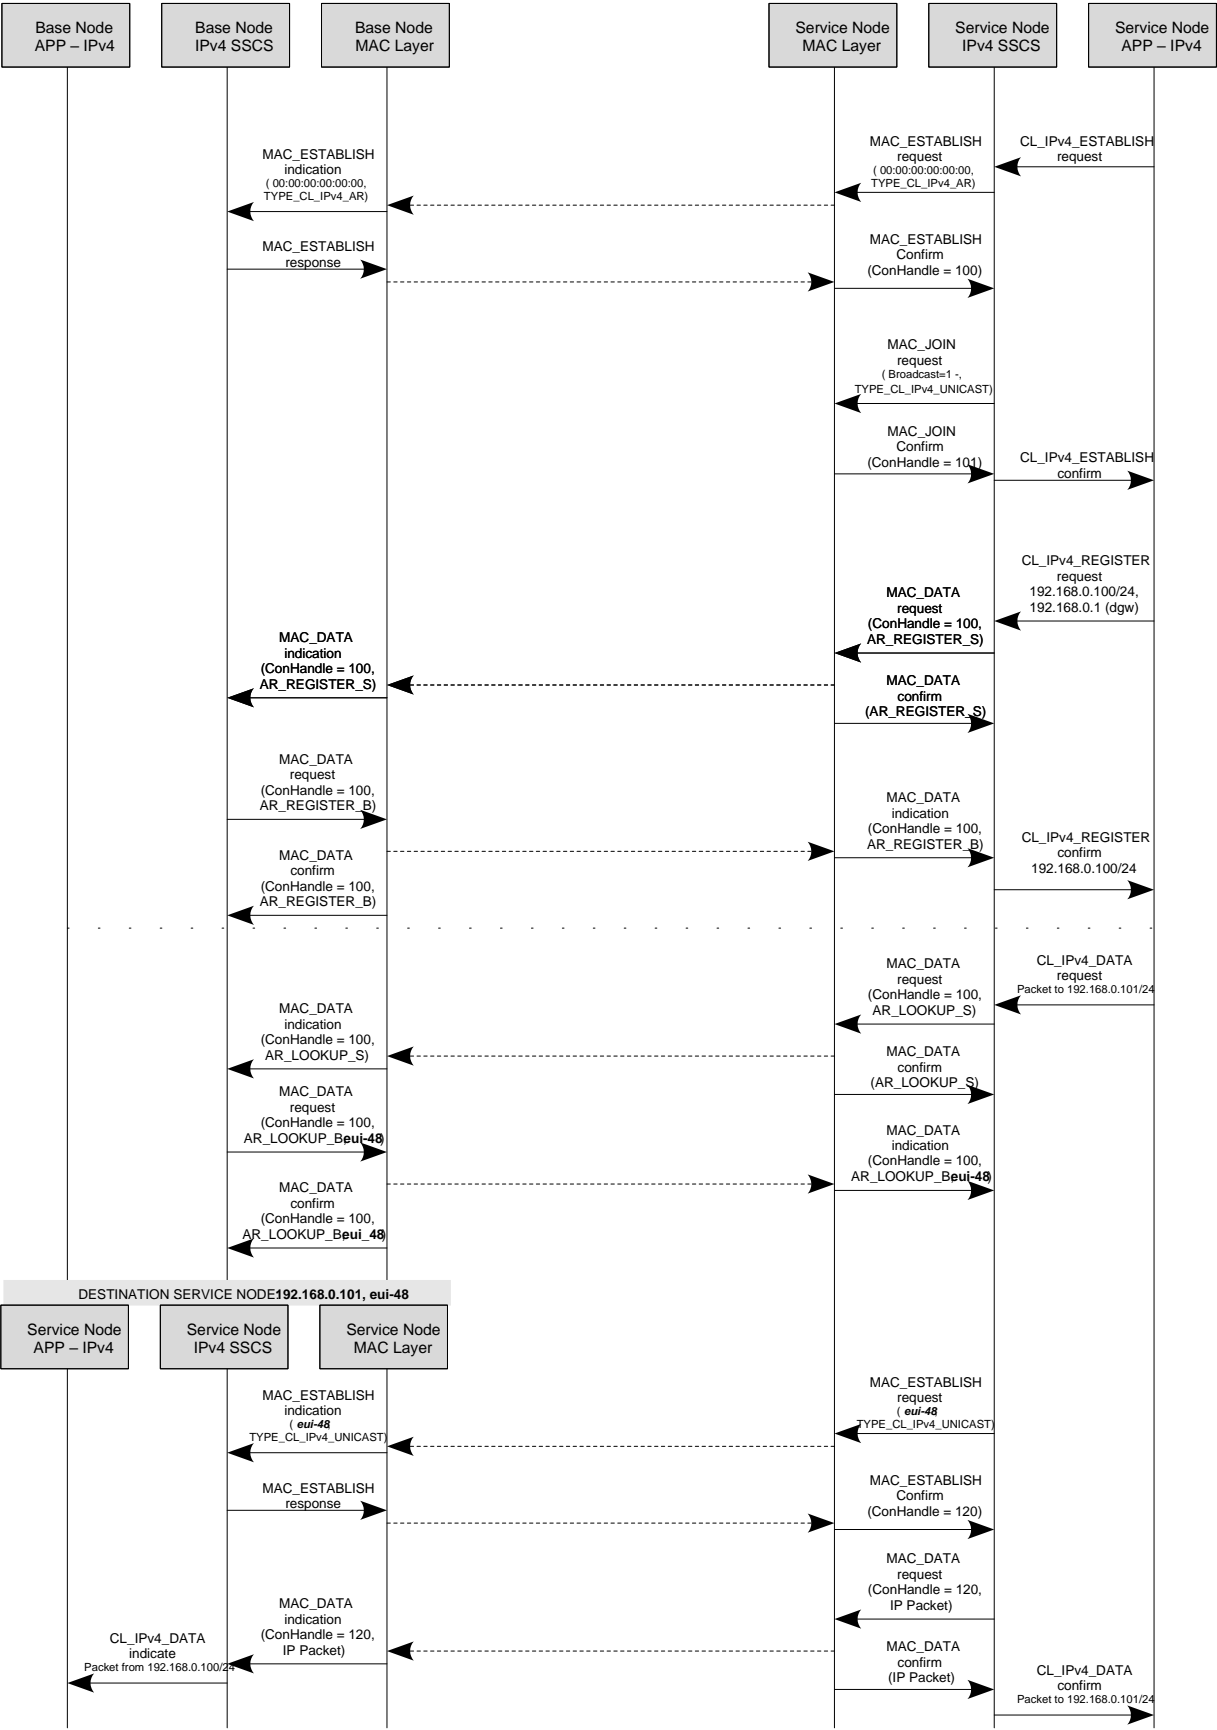 Base Node
APP – IPv4
Base Node
IPv4 SSCS
Base Node
MAC Layer
Service Node
MAC Layer
Service Node
IPv4 SSCS
Service Node
APP – IPv4
CL_IPv4_ESTABLISH
request
MAC_ESTABLISH
request
( 00:00:00:00:00:00,
TYPE_CL_IPv4_AR)
MAC_ESTABLISH
indication
( 00:00:00:00:00:00,
TYPE_CL_IPv4_AR)
MAC_ESTABLISH
response
MAC_ESTABLISH
Confirm
(ConHandle = 100)
MAC_JOIN
request
( Broadcast=1 -,
TYPE_CL_IPv4_UNICAST)
MAC_JOIN
Confirm
(ConHandle = 101)
CL_IPv4_ESTABLISH
confirm
CL_IPv4_REGISTER
request
192.168.0.100/24,
192.168.0.1 (dgw)
MAC_DATA
request
(ConHandle = 100,
AR_REGISTER_S)
MAC_DATA
indication
(ConHandle = 100,
AR_REGISTER_S)
MAC_DATA
confirm
(AR_REGISTER_S)
MAC_DATA
request
(ConHandle = 100,
AR_REGISTER_B)
MAC_DATA
indication
(ConHandle = 100,
AR_REGISTER_B)
CL_IPv4_REGISTER
confirm
192.168.0.100/24
MAC_DATA
confirm
(ConHandle = 100,
AR_REGISTER_B)
CL_IPv4_DATA
request
Packet to 192.168.0.101/24
MAC_DATA
request
(ConHandle = 100,
AR_LOOKUP_S)
MAC_DATA
indication
(ConHandle = 100,
AR_LOOKUP_S)
MAC_DATA
confirm
(AR_LOOKUP_S)
MAC_DATA
request
(ConHandle = 100,
AR_LOOKUP_B,eui-48)
MAC_DATA
indication
(ConHandle = 100,
AR_LOOKUP_B,eui-48)
MAC_DATA
confirm
(ConHandle = 100,
AR_LOOKUP_B,eui_48)
DESTINATION SERVICE NODE:192.168.0.101, eui-48
Service Node
APP – IPv4
Service Node
IPv4 SSCS
Service Node
MAC Layer
MAC_ESTABLISH
request
( eui-48,
TYPE_CL_IPv4_UNICAST)
MAC_ESTABLISH
indication
( eui-48,
TYPE_CL_IPv4_UNICAST)
MAC_ESTABLISH
response
MAC_ESTABLISH
Confirm
(ConHandle = 120)
MAC_DATA
request
(ConHandle = 120,
IP Packet)
MAC_DATA
indication
(ConHandle = 120,
IP Packet)
CL_IPv4_DATA
indicate
Packet from 192.168.0.100/24
MAC_DATA
confirm
(IP Packet)
CL_IPv4_DATA
confirm
Packet to 192.168.0.101/24